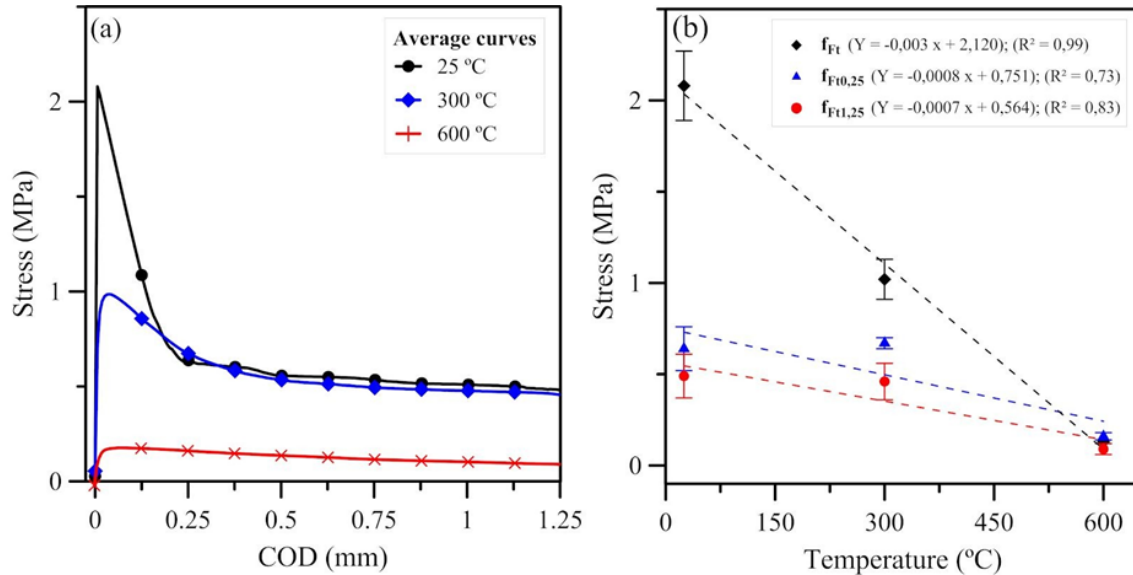 (a)
Average curves
25 ºC
300 ºC
600 ºC
2
1
0
Stress (MPa)
0 0.25 0.5 0.75 1 1.25
COD (mm)
(b)
f_Ft (Y = -0,003 x + 2,120); (R² = 0,99)
f_Ft0,25 (Y = -0,0008 x + 0,751); (R² = 0,73)
f_Ft1,25 (Y = -0,0007 x + 0,564); (R² = 0,83)
2
1
0
Stress (MPa)
0 150 300 450 600
Temperature (ºC)